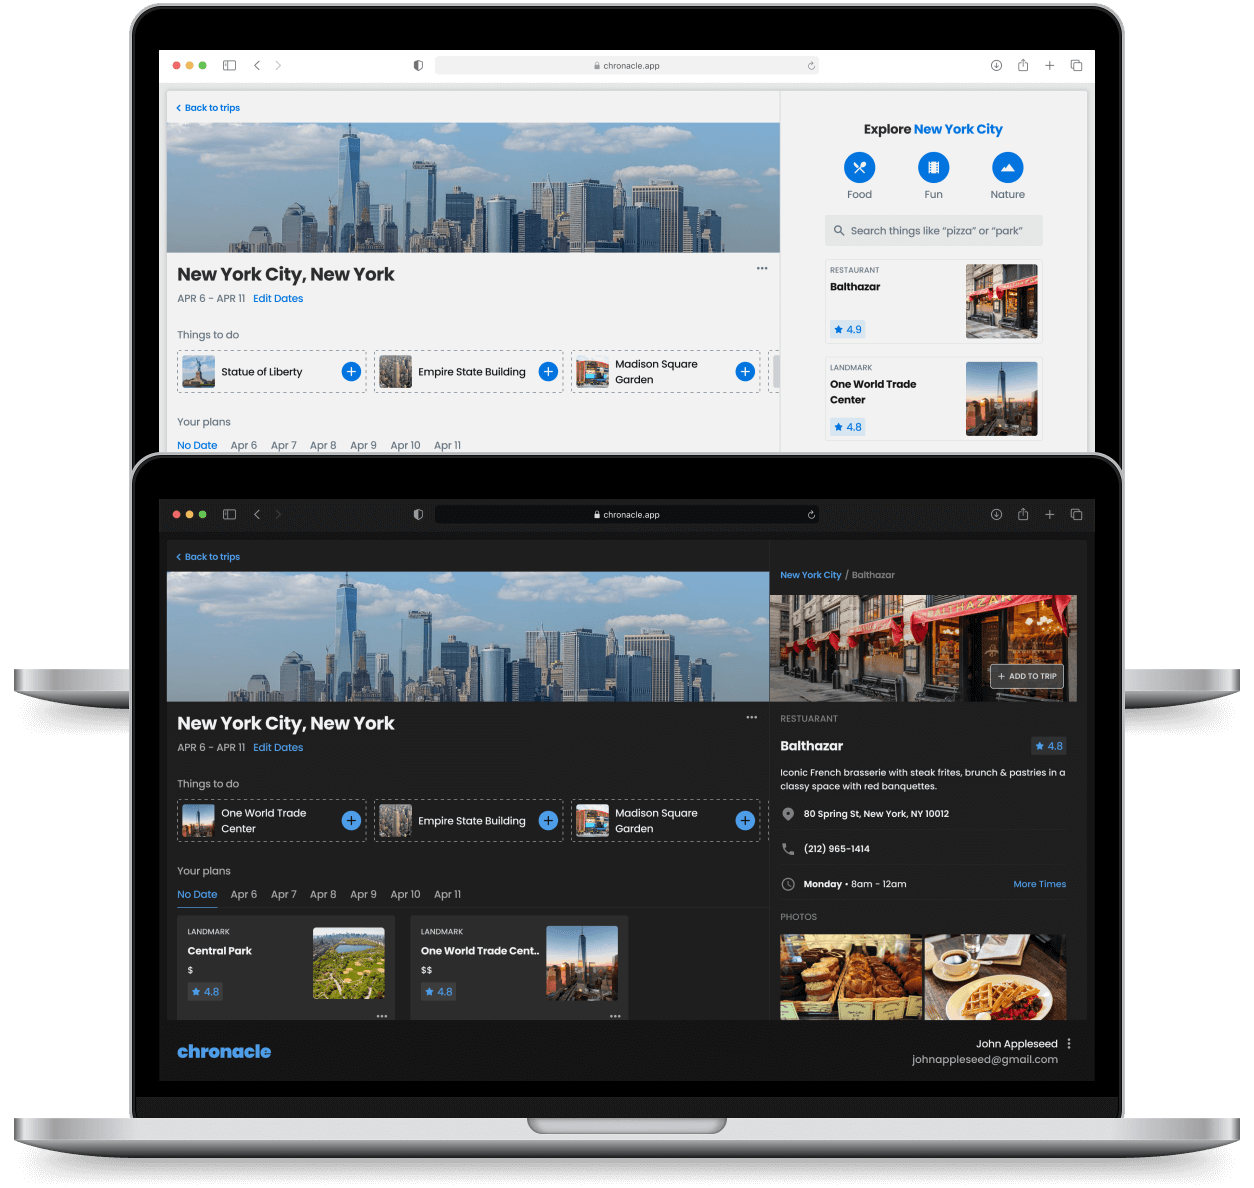 chronacle.app
Back to trips
New York City, New York
APR 6 - APR 11 Edit Dates
Things to do
Statue of Liberty
Empire State Building
Madison Square
Garden
Your plans
No Date Apr 6 Apr 7 Apr 8 Apr 9 Apr 10 Apr 11
Explore New York City
Food Fun Nature
Search things like “pizza” or “park”
RESTAURANT
Balthazar
4.9
LANDMARK
One World Trade
Center
4.8
chronacle.app
Back to trips
New York City, New York
APR 6 - APR 11 Edit Dates
Things to do
One World Trade
Center
Empire State Building
Madison Square
Garden
Your plans
No Date Apr 6 Apr 7 Apr 8 Apr 9 Apr 10 Apr 11
LANDMARK
Central Park
$
4.8
LANDMARK
One World Trade Cent..
$$
4.8
New York City / Balthazar
BALTHAZAR
+ ADD TO TRIP
RESTUARANT
Balthazar
4.8
Iconic French brasserie with steak frites, brunch & pastries in a
classy space with red banquettes.
80 Spring St, New York, NY 10012
(212) 965-1414
Monday • 8am - 12am More Times
PHOTOS
chronacle
John Appleseed
johnappleseed@gmail.com